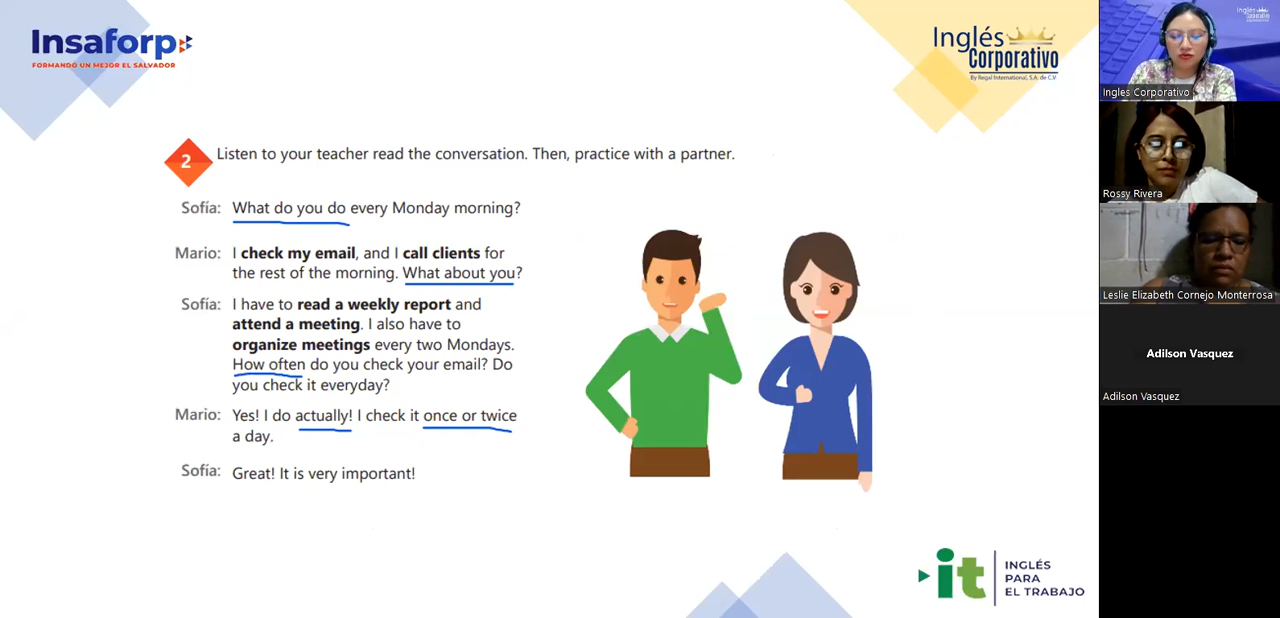 Insaforp
FORMANDO UN MEJOR EL SALVADOR
Inglés
Corporativo
By Regal International, S.A. de C.V
2
Listen to your teacher read the conversation. Then, practice with a partner.
Sofía: What do you do every Monday morning?
Mario: I check my email, and I call clients for
the rest of the morning. What about you?
Sofía: I have to read a weekly report and
attend a meeting. I also have to
organize meetings every two Mondays.
How often do you check your email? Do
you check it everyday?
Mario: Yes! I do actually! I check it once or twice
a day.
Sofía: Great! It is very important!
it
INGLÉS
PARA
EL TRABAJO
Inglés
Ingles Corporativo
Rossy Rivera
Leslie Elizabeth Cornejo Monterrosa
Adilson Vasquez
Adilson Vasquez